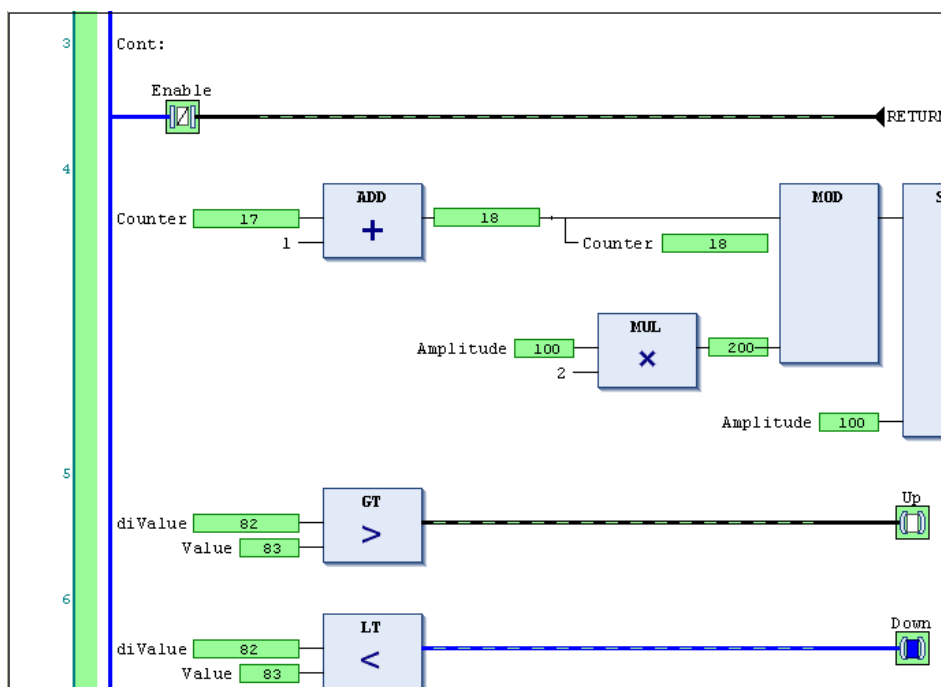 3 Cont:
Enable
RETURN
4
ADD MOD S
Counter 17 + 18
1 Counter 18
MUL
Amplitude 100 × 200
2
Amplitude 100
5
GT Up
diValue 82 >
Value 83
6
LT Down
diValue 82 <
Value 83